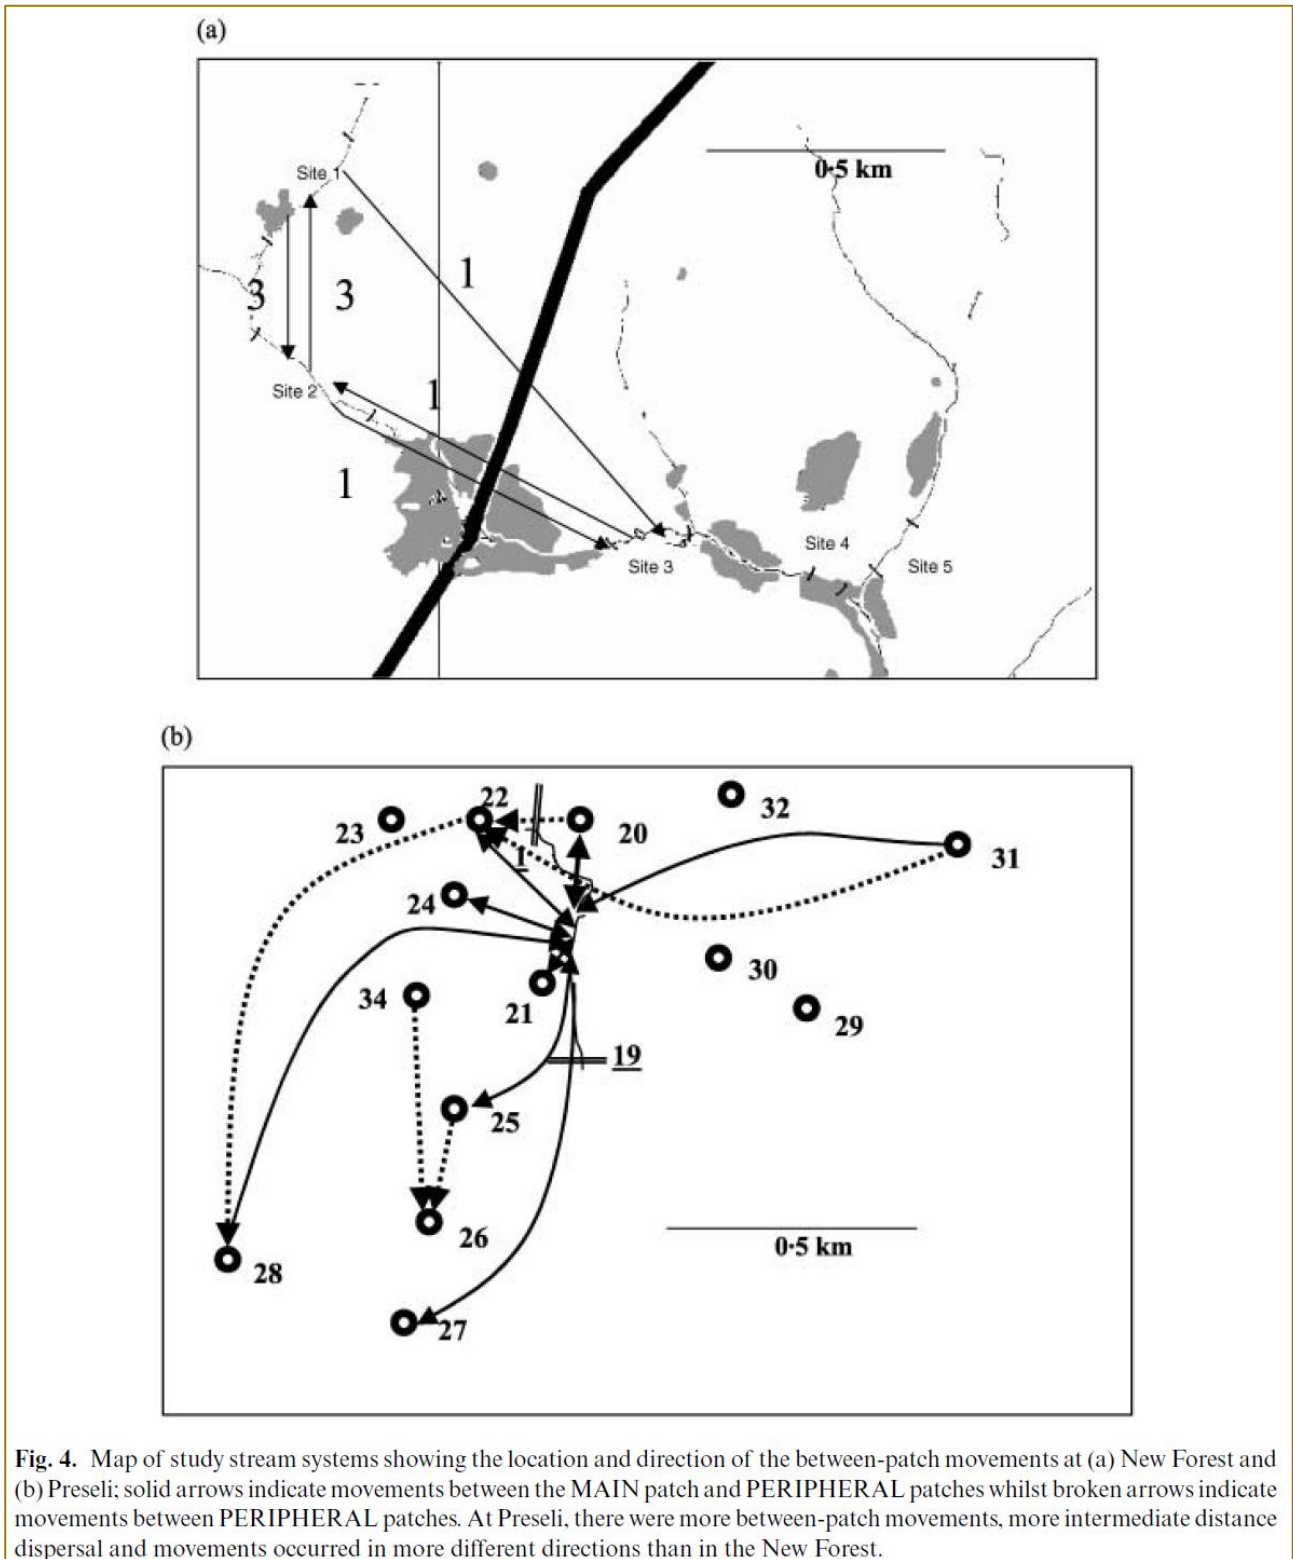 (a)
0·5 km
Site 1
1
3
3
1
Site 2
1
Site 4
Site 3
Site 5
(b)
22
32
23
20
1
31
24
30
34
21
29
19
25
26
0·5 km
28
27
Fig. 4. Map of study stream systems showing the location and direction of the between-patch movements at (a) New Forest and
(b) Preseli; solid arrows indicate movements between the MAIN patch and PERIPHERAL patches whilst broken arrows indicate
movements between PERIPHERAL patches. At Preseli, there were more between-patch movements, more intermediate distance
dispersal and movements occurred in more different directions than in the New Forest.